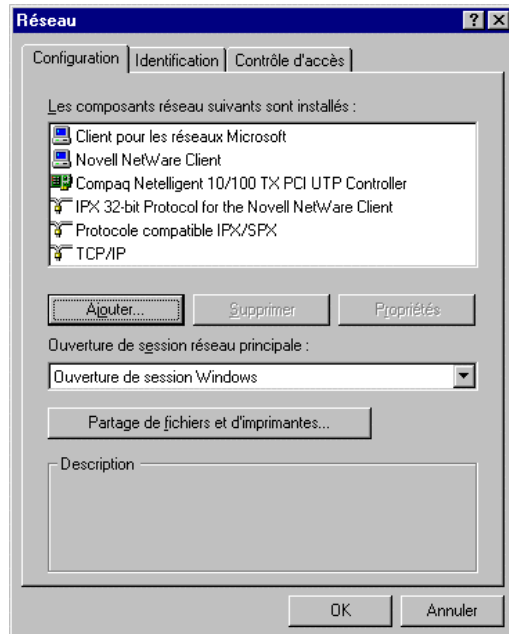 Réseau
Configuration Identification Contrôle d'accès
Les composants réseau suivants sont installés :
Client pour les réseaux Microsoft
Novell NetWare Client
Compaq Netelligent 10/100 TX PCI UTP Controller
IPX 32-bit Protocol for the Novell NetWare Client
Protocole compatible IPX/SPX
TCP/IP
Ajouter... Supprimer Propriétés
Ouverture de session réseau principale :
Ouverture de session Windows
Partage de fichiers et d'imprimantes...
Description
OK Annuler